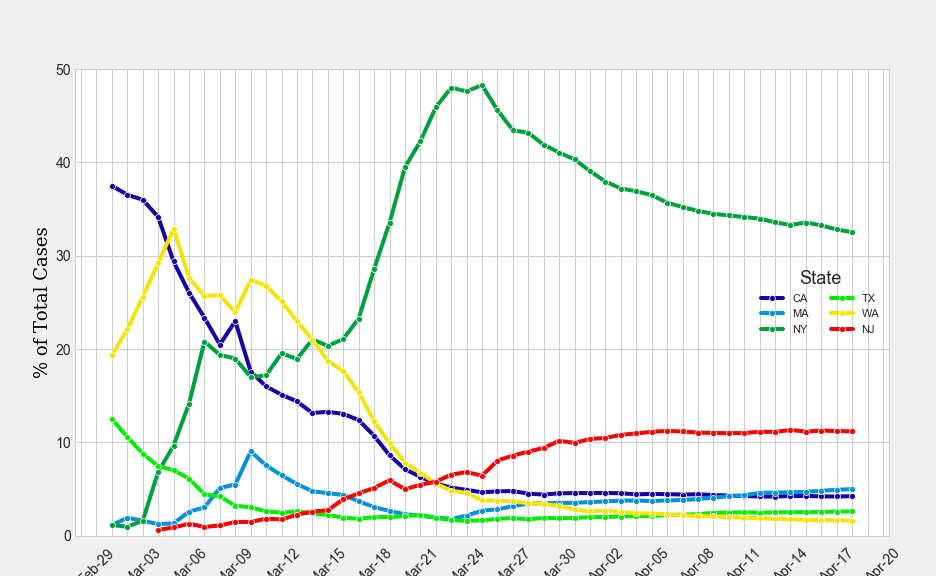 50
40
30
20
10
0
% of Total Cases
State
CA TX
MA WA
NY NJ
eb-29 Mar-03 Mar-06 Mar-09 Mar-12 Mar-15 Mar-18 Mar-21 Mar-24 Mar-27 Mar-30 Apr-02 Apr-05 Apr-08 Apr-11 Apr-14 Apr-17 Apr-20